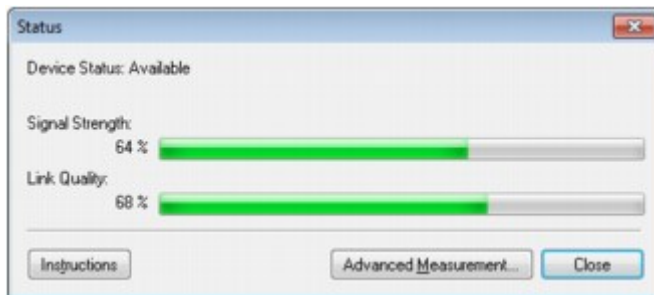 Status
Device Status: Available
Signal Strength:
64 %
Link Quality:
68 %
Instructions Advanced Measurement... Close